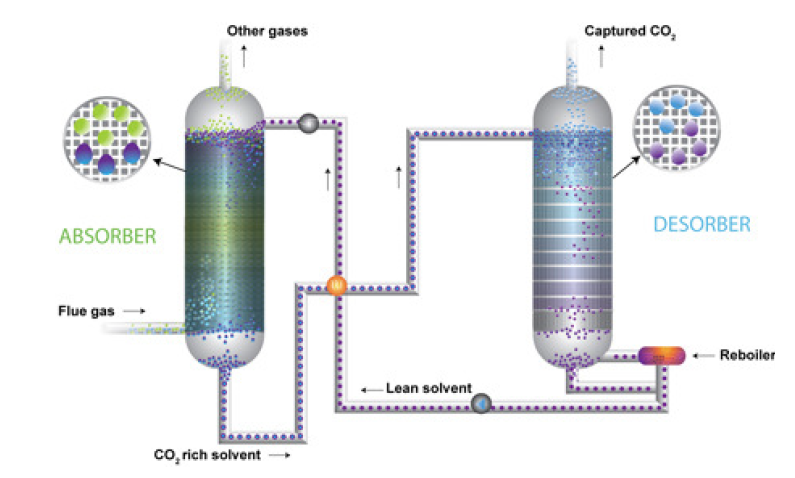 Other gases
Captured CO₂
ABSORBER
DESORBER
Flue gas
Reboiler
Lean solvent
CO₂ rich solvent